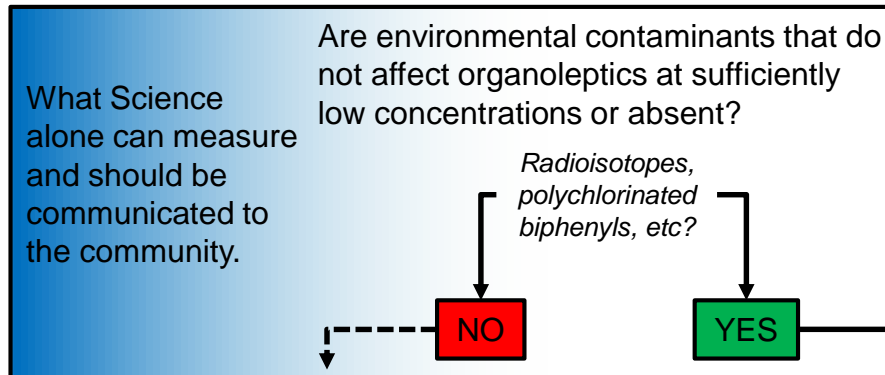 What Science
alone can measure
and should be
communicated to
the community.
Are environmental contaminants that do
not affect organoleptics at sufficiently
low concentrations or absent?
Radioisotopes,
polychlorinated
biphenyls, etc?
NO
YES